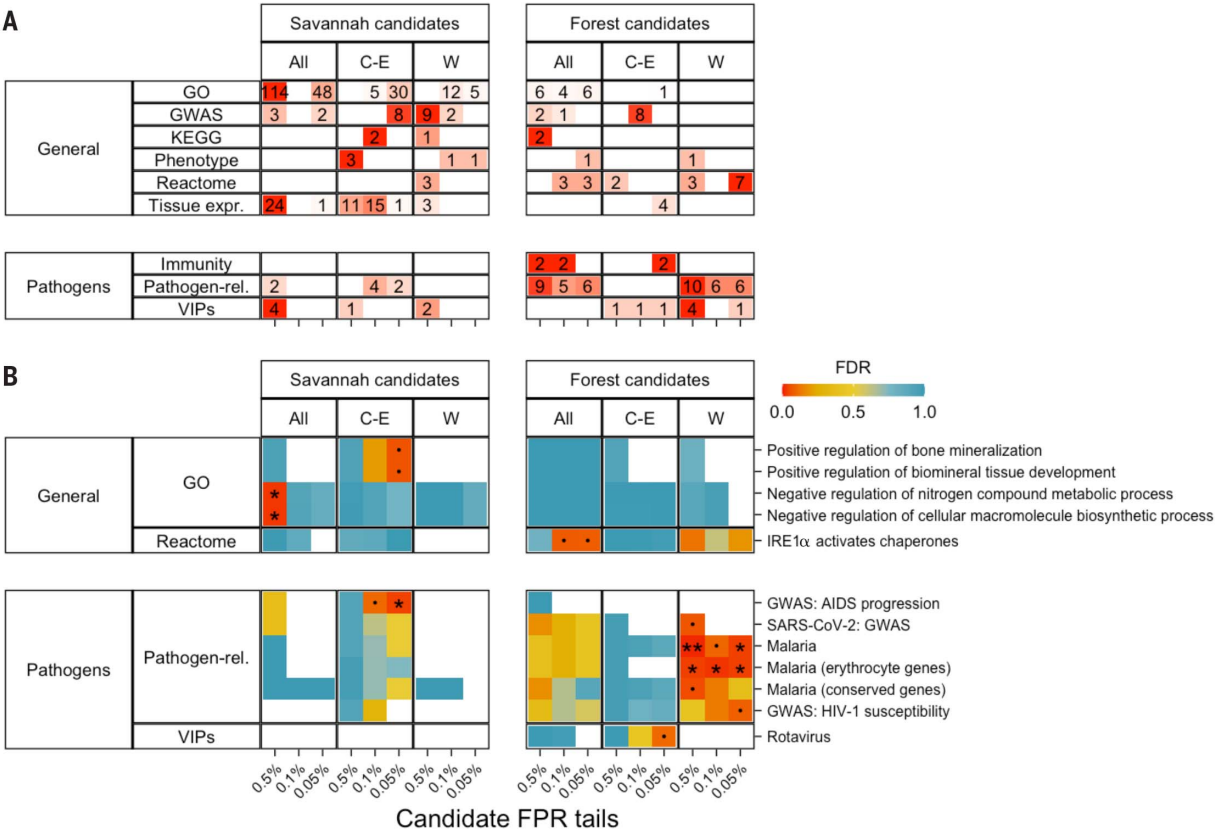 A
Savannah candidates Forest candidates
All C-E W All C-E W
General
GO 114 48 5 30 12 5 6 4 6 1
GWAS 3 2 8 9 2 2 1 8
KEGG 2 1 2
Phenotype 3 1 1 1 1
Reactome 3 3 3 2 3 7
Tissue expr. 24 1 11 15 1 3 4
Pathogens
Immunity 2 2 2
Pathogen-rel. 2 4 2 9 5 6 10 6 6
VIPs 4 1 2 1 1 1 4 1
B
Savannah candidates Forest candidates
All C-E W All C-E W
FDR
0.0 0.5 1.0
General
GO
Reactome
Positive regulation of bone mineralization
Positive regulation of biomineral tissue development
Negative regulation of nitrogen compound metabolic process
Negative regulation of cellular macromolecule biosynthetic process
IRE1α activates chaperones
Pathogens
Pathogen-rel.
VIPs
GWAS: AIDS progression
SARS-CoV-2: GWAS
Malaria
Malaria (erythrocyte genes)
Malaria (conserved genes)
GWAS: HIV-1 susceptibility
Rotavirus
0.5% 0.1% 0.05% 0.5% 0.1% 0.05% 0.5% 0.1% 0.05% 0.5% 0.1% 0.05% 0.5% 0.1% 0.05% 0.5% 0.1% 0.05%
Candidate FPR tails